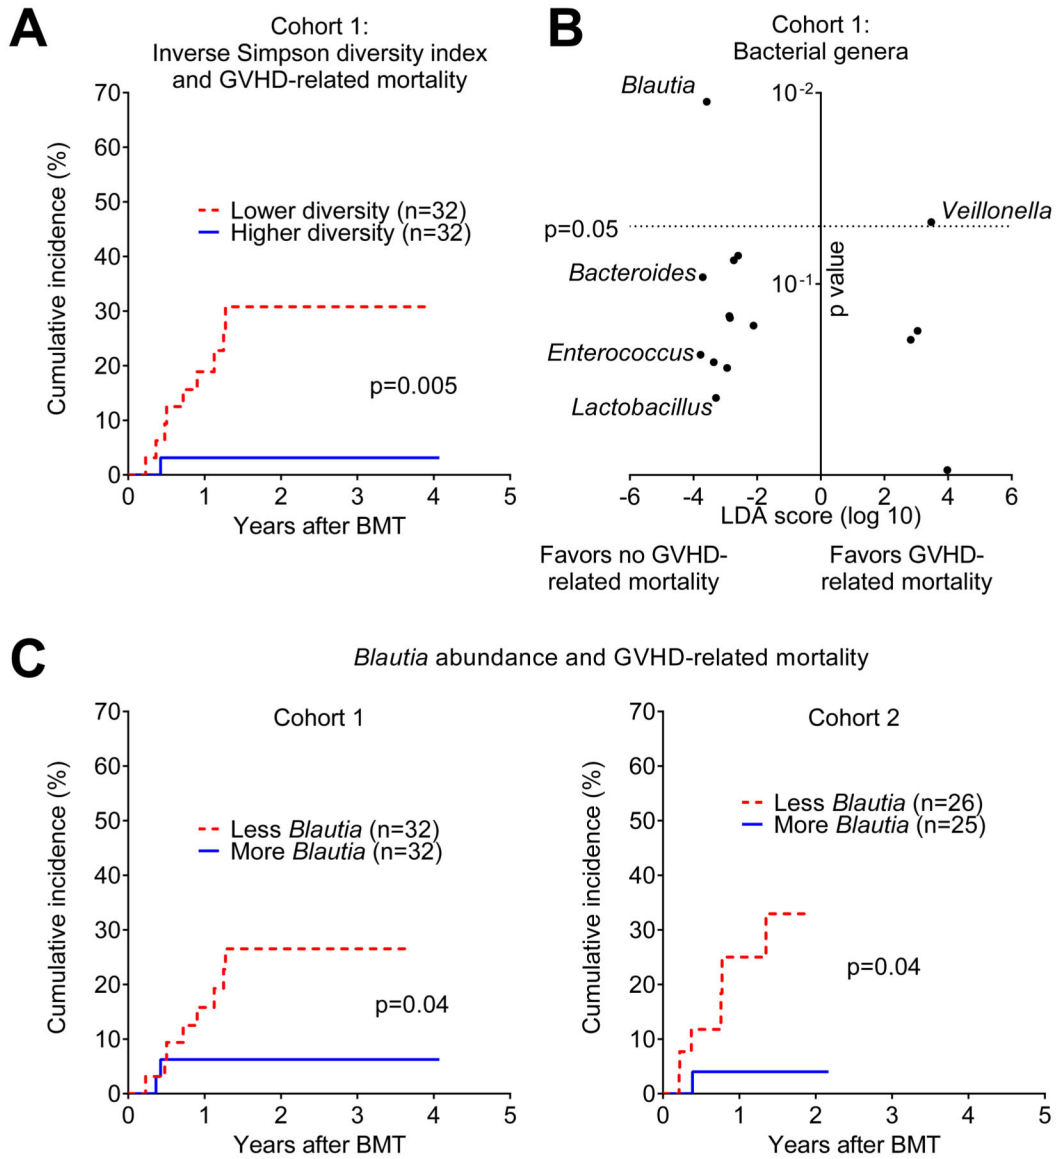 A
Cohort 1:
Inverse Simpson diversity index
and GVHD-related mortality
70
60
50
40
30
20
10
0
Cumulative incidence (%)
Lower diversity (n=32)
Higher diversity (n=32)
p=0.005
0 1 2 3 4 5
Years after BMT
B
Cohort 1:
Bacterial genera
Blautia
10-2
Veillonella
p=0.05
Bacteroides
10-1
p value
Enterococcus
Lactobacillus
-6 -4 -2 0 2 4 6
LDA score (log 10)
Favors no GVHD-
related mortality
Favors GVHD-
related mortality
C
Blautia abundance and GVHD-related mortality
Cohort 1
70
60
50
40
30
20
10
0
Cumulative incidence (%)
Less Blautia (n=32)
More Blautia (n=32)
p=0.04
0 1 2 3 4 5
Years after BMT
Cohort 2
70
60
50
40
30
20
10
0
Cumulative incidence (%)
Less Blautia (n=26)
More Blautia (n=25)
p=0.04
0 1 2 3 4 5
Years after BMT